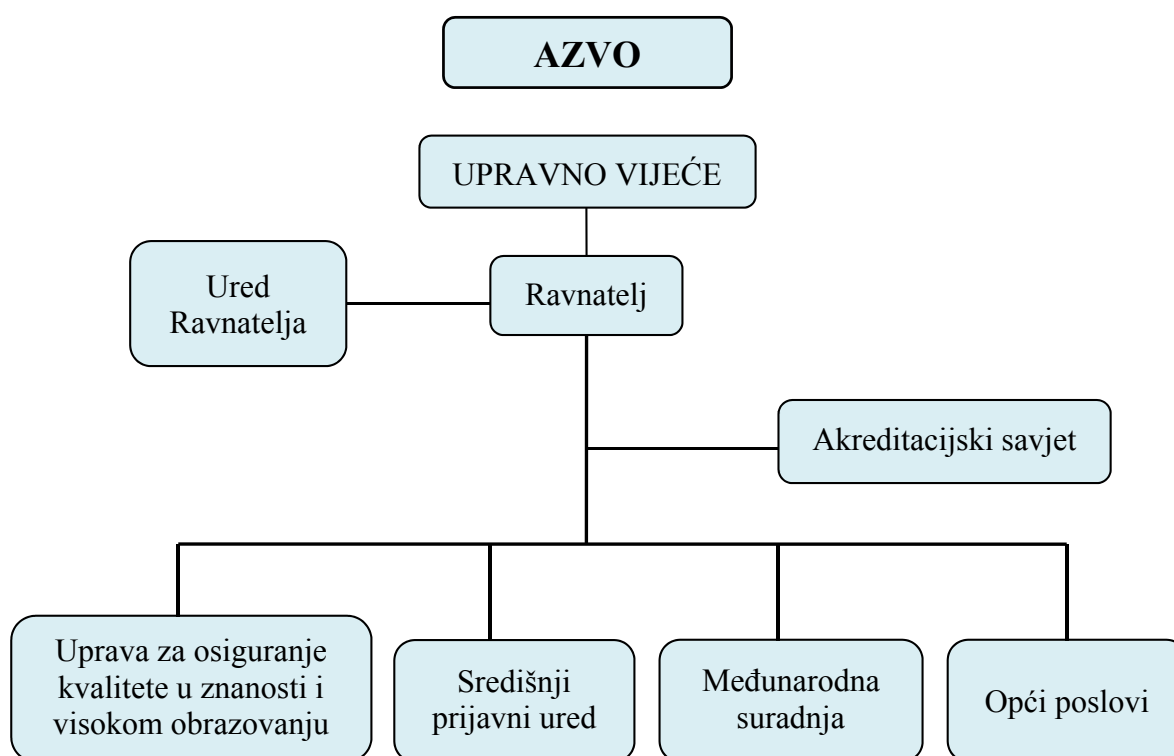 AZVO
UPRAVNO VIJEĆE
Ured
Ravnatelja
Ravnatelj
Akreditacijski savjet
Uprava za osiguranje
kvalitete u znanosti i
visokom obrazovanju
Središnji
prijavni ured
Međunarodna
suradnja
Opći poslovi